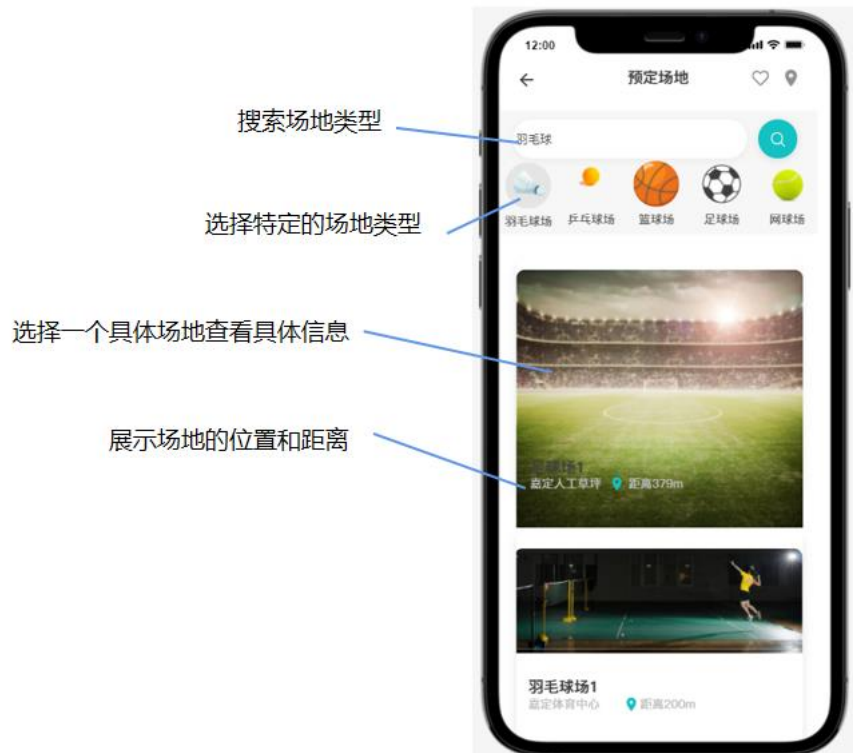 12:00
预定场地
搜索场地类型
羽毛球
选择特定的场地类型
羽毛球场 乒乓球场 篮球场 足球场 网球场
选择一个具体场地查看具体信息
展示场地的位置和距离
足球场1
嘉定人工草坪 距离379m
羽毛球场1
嘉定体育中心 距离200m